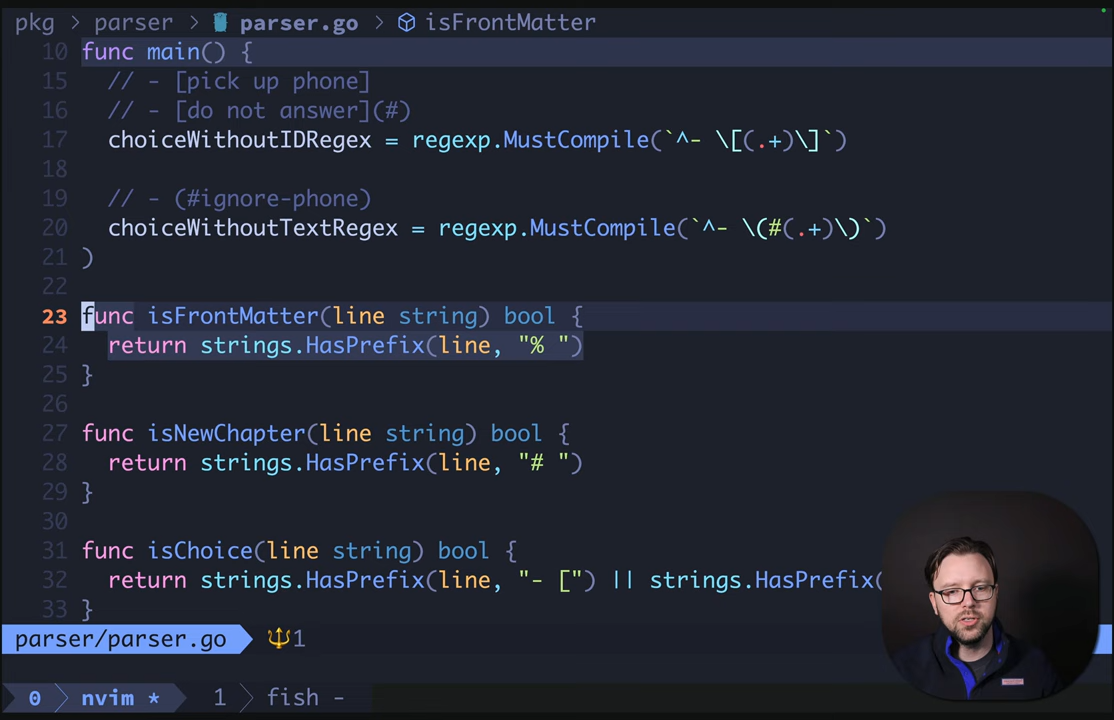 pkg > parser > parser.go > isFrontMatter
10 func main() {
15 // - [pick up phone]
16 // - [do not answer](#)
17 choiceWithoutIDRegex = regexp.MustCompile(`^- \[(.+)\]`)
18
19 // - (#ignore-phone)
20 choiceWithoutTextRegex = regexp.MustCompile(`^- \(#(.+)\)`)
21 )
22
23 func isFrontMatter(line string) bool {
24 return strings.HasPrefix(line, "% ")
25 }
26
27 func isNewChapter(line string) bool {
28 return strings.HasPrefix(line, "# ")
29 }
30
31 func isChoice(line string) bool {
32 return strings.HasPrefix(line, "- [") || strings.HasPrefix(
33 }
parser/parser.go 🔱1
0 nvim * 1 fish -